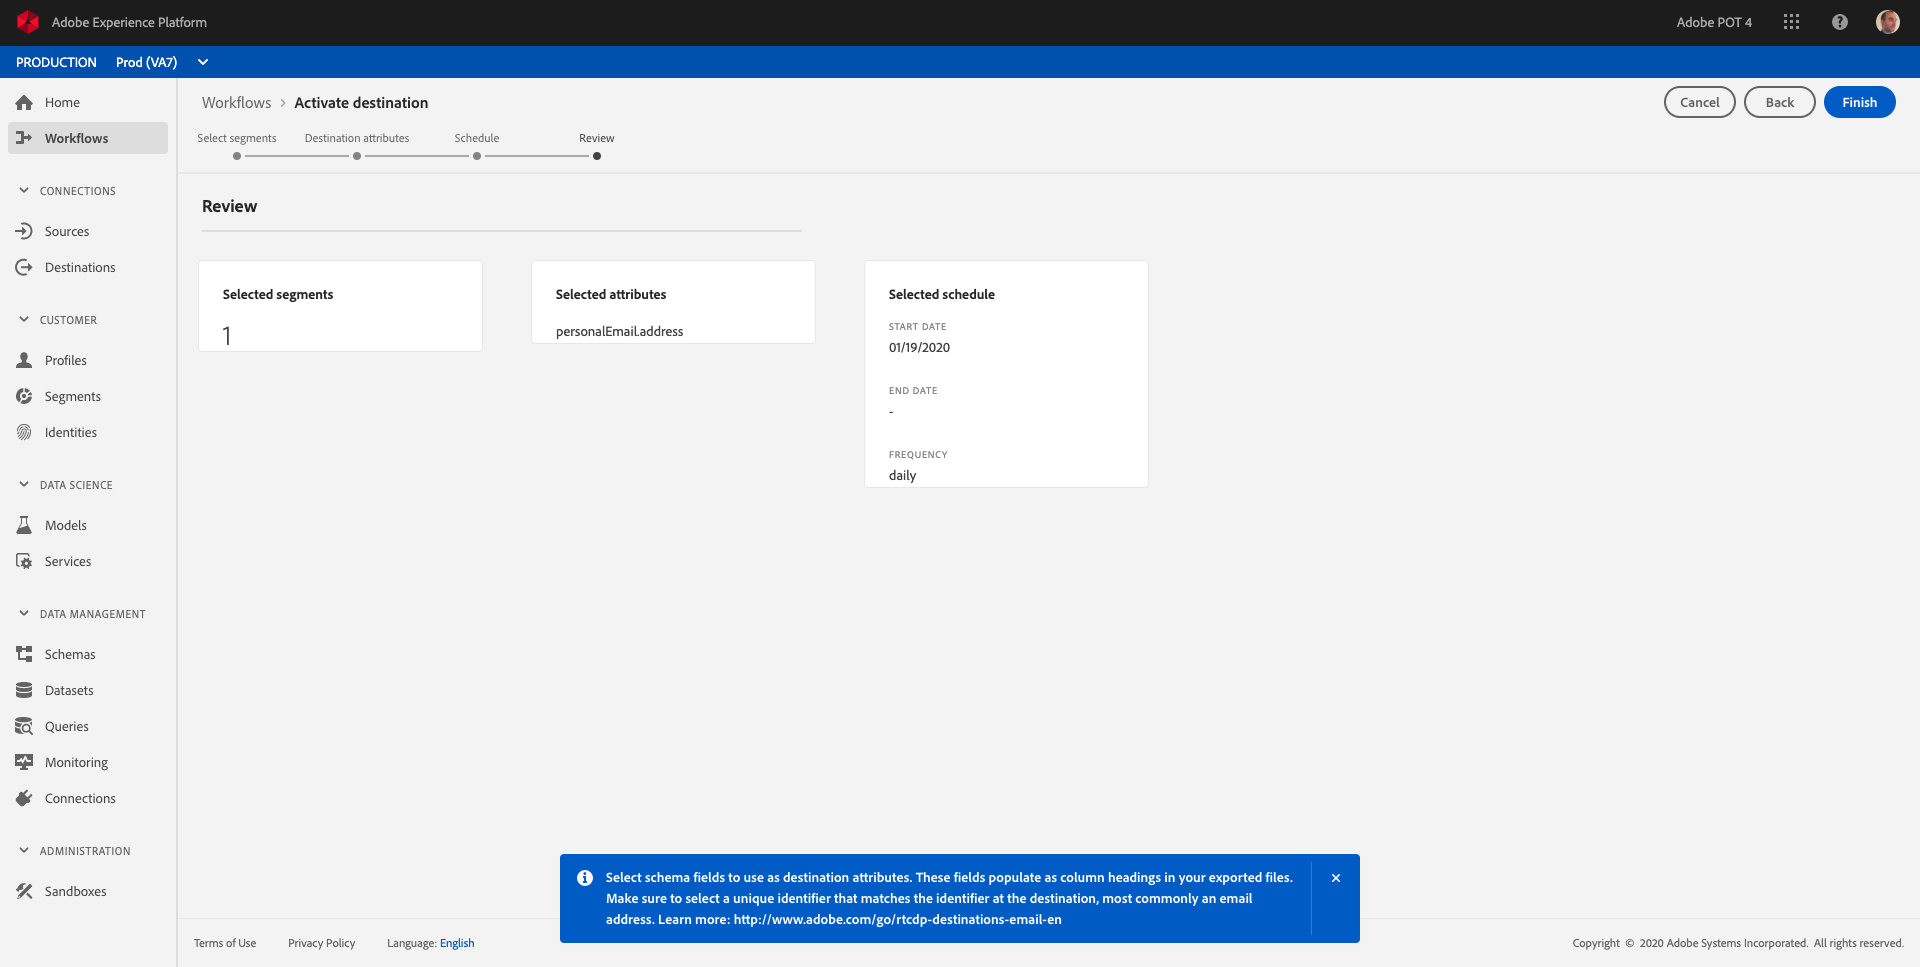 Adobe Experience Platform
Adobe POT 4
PRODUCTION Prod (VA7)
Home
Workflows
CONNECTIONS
Sources
Destinations
CUSTOMER
Profiles
Segments
Identities
DATA SCIENCE
Models
Services
DATA MANAGEMENT
Schemas
Datasets
Queries
Monitoring
Connections
ADMINISTRATION
Sandboxes
Workflows > Activate destination
Cancel
Back
Finish
Select segments
Destination attributes
Schedule
Review
Review
Selected segments
1
Selected attributes
personalEmail.address
Selected schedule
START DATE
01/19/2020
END DATE
-
FREQUENCY
daily
Select schema fields to use as destination attributes. These fields populate as column headings in your exported files.
Make sure to select a unique identifier that matches the identifier at the destination, most commonly an email
address. Learn more: http://www.adobe.com/go/rtcdp-destinations-email-en
Terms of Use
Privacy Policy
Language: English
Copyright © 2020 Adobe Systems Incorporated. All rights reserved.